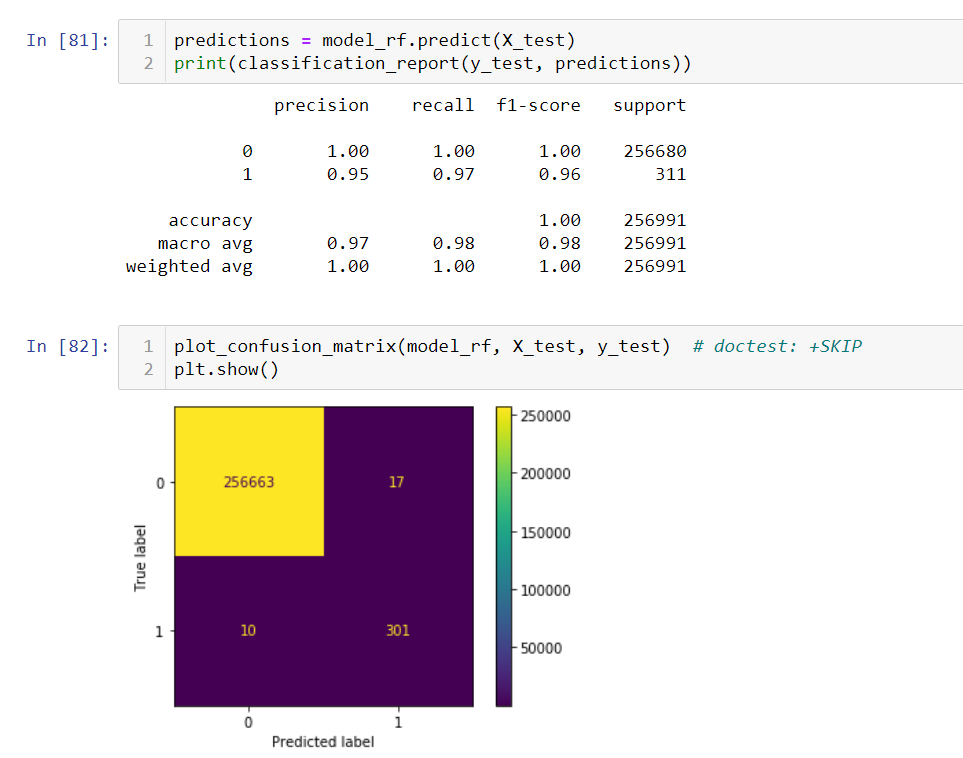 In [81]:
1 predictions = model_rf.predict(X_test)
2 print(classification_report(y_test, predictions))
precision recall f1-score support
0 1.00 1.00 1.00 256680
1 0.95 0.97 0.96 311
accuracy 1.00 256991
macro avg 0.97 0.98 0.98 256991
weighted avg 1.00 1.00 1.00 256991
In [82]:
1 plot_confusion_matrix(model_rf, X_test, y_test) # doctest: +SKIP
2 plt.show()
True label
0
1
256663 17
10 301
0 1
Predicted label
250000
200000
150000
100000
50000